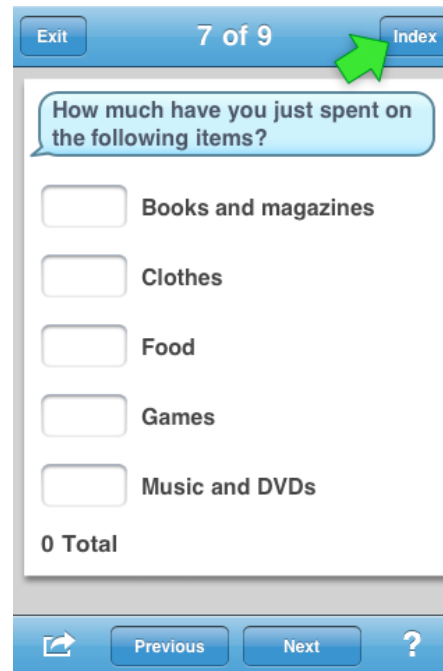 Exit 7 of 9 Index
How much have you just spent on
the following items?
Books and magazines
Clothes
Food
Games
Music and DVDs
0 Total
Previous Next ?